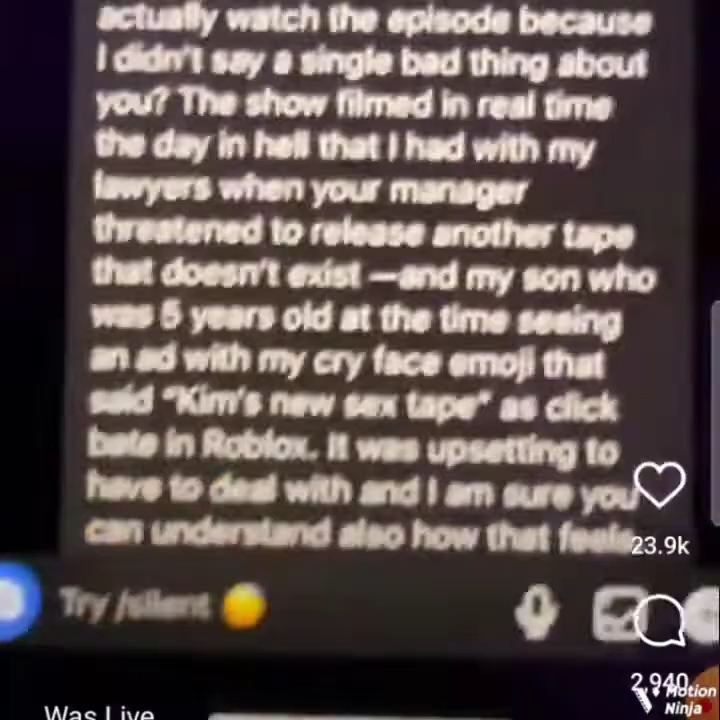 actually watch the episode because
I didn't say a single bad thing about
you? The show filmed in real time
the day in hell that I had with my
lawyers when your manager
threatened to release another tape
that doesn't exist —and my son who
was 5 years old at the time seeing
an ad with my cry face emoji that
said "Kim's new sex tape" as click
bate in Roblox. It was upsetting to
have to deal with and I am sure you
can understand also how that feels
23.9k
Try /silent
2,940
Was Live
Motion
Ninja